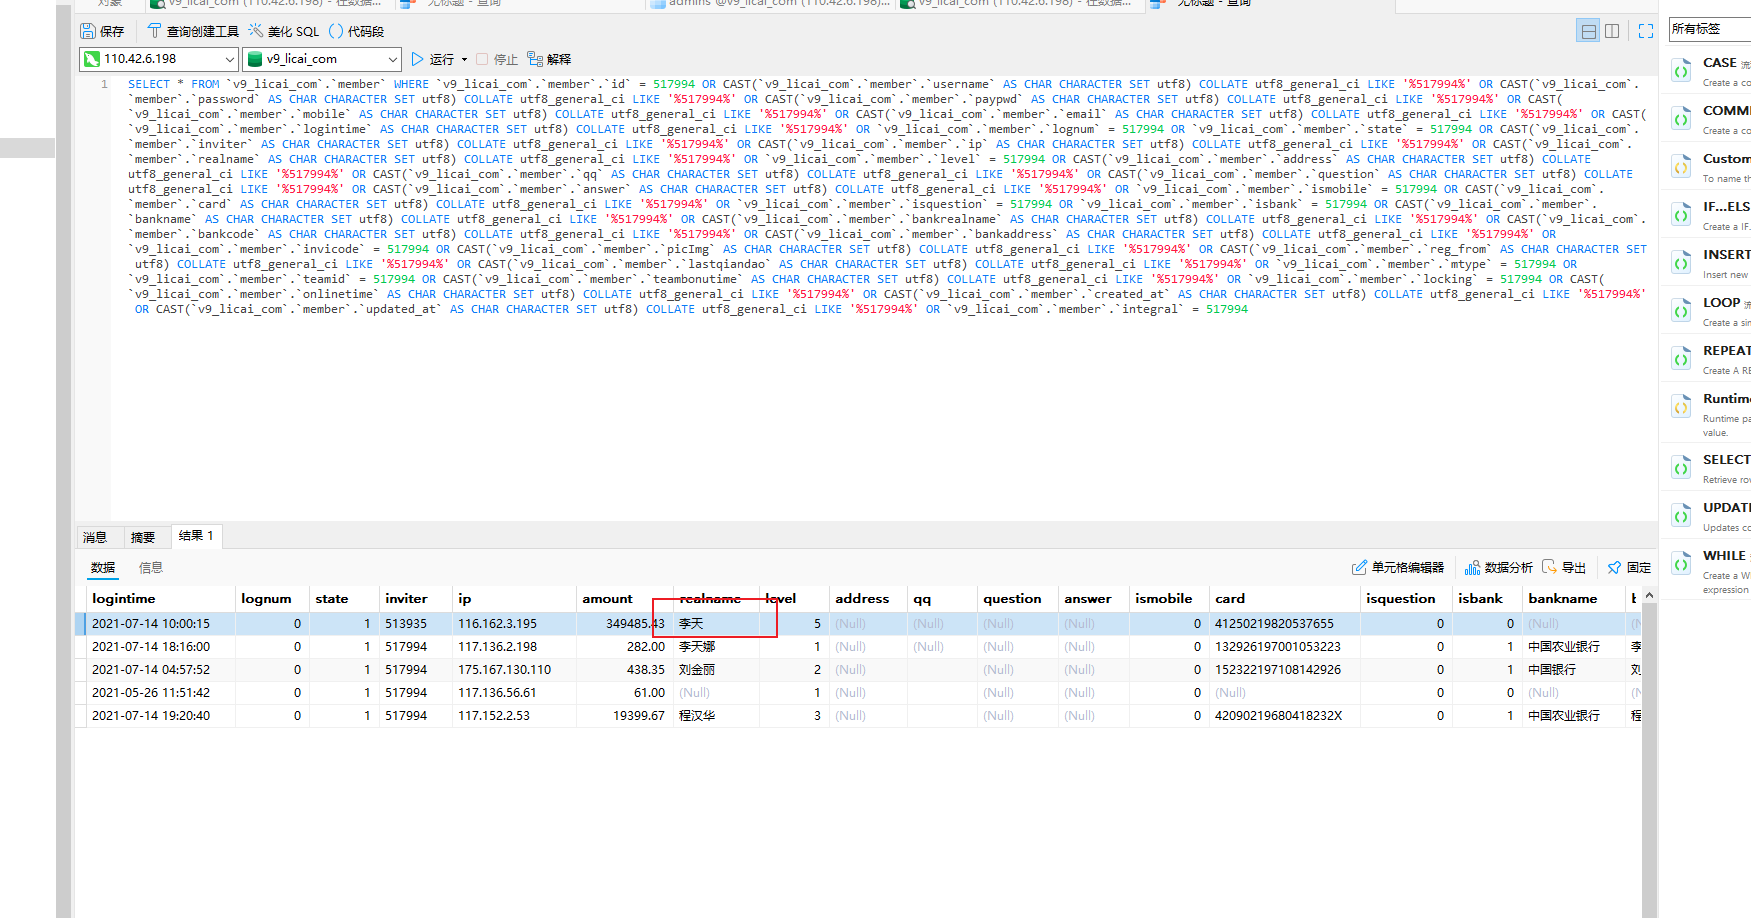 对象 v9_licai_com (110.42.6.198) - 在数据... 无标题 - 查询 admins @v9_licai_com (110.42.6.198)... v9_licai_com (110.42.6.198) - 在数据... 无标题 - 查询
保存 查询创建工具 美化 SQL () 代码段
110.42.6.198 v9_licai_com 运行 停止 解释
1 SELECT * FROM `v9_licai_com`.`member` WHERE `v9_licai_com`.`member`.`id` = 517994 OR CAST(`v9_licai_com`.`member`.`username` AS CHAR CHARACTER SET utf8) COLLATE utf8_general_ci LIKE '%517994%' OR CAST(`v9_licai_com`.
`member`.`password` AS CHAR CHARACTER SET utf8) COLLATE utf8_general_ci LIKE '%517994%' OR CAST(`v9_licai_com`.`member`.`paypwd` AS CHAR CHARACTER SET utf8) COLLATE utf8_general_ci LIKE '%517994%' OR CAST(
`v9_licai_com`.`member`.`mobile` AS CHAR CHARACTER SET utf8) COLLATE utf8_general_ci LIKE '%517994%' OR CAST(`v9_licai_com`.`member`.`email` AS CHAR CHARACTER SET utf8) COLLATE utf8_general_ci LIKE '%517994%' OR CAST(
`v9_licai_com`.`member`.`logintime` AS CHAR CHARACTER SET utf8) COLLATE utf8_general_ci LIKE '%517994%' OR `v9_licai_com`.`member`.`lognum` = 517994 OR `v9_licai_com`.`member`.`state` = 517994 OR CAST(`v9_licai_com`.
`member`.`inviter` AS CHAR CHARACTER SET utf8) COLLATE utf8_general_ci LIKE '%517994%' OR CAST(`v9_licai_com`.`member`.`ip` AS CHAR CHARACTER SET utf8) COLLATE utf8_general_ci LIKE '%517994%' OR CAST(`v9_licai_com`.
`member`.`realname` AS CHAR CHARACTER SET utf8) COLLATE utf8_general_ci LIKE '%517994%' OR `v9_licai_com`.`member`.`level` = 517994 OR CAST(`v9_licai_com`.`member`.`address` AS CHAR CHARACTER SET utf8) COLLATE
utf8_general_ci LIKE '%517994%' OR CAST(`v9_licai_com`.`member`.`qq` AS CHAR CHARACTER SET utf8) COLLATE utf8_general_ci LIKE '%517994%' OR CAST(`v9_licai_com`.`member`.`question` AS CHAR CHARACTER SET utf8) COLLATE
utf8_general_ci LIKE '%517994%' OR CAST(`v9_licai_com`.`member`.`answer` AS CHAR CHARACTER SET utf8) COLLATE utf8_general_ci LIKE '%517994%' OR `v9_licai_com`.`member`.`ismobile` = 517994 OR CAST(`v9_licai_com`.
`member`.`card` AS CHAR CHARACTER SET utf8) COLLATE utf8_general_ci LIKE '%517994%' OR `v9_licai_com`.`member`.`isquestion` = 517994 OR `v9_licai_com`.`member`.`isbank` = 517994 OR CAST(`v9_licai_com`.`member`.
`bankname` AS CHAR CHARACTER SET utf8) COLLATE utf8_general_ci LIKE '%517994%' OR CAST(`v9_licai_com`.`member`.`bankrealname` AS CHAR CHARACTER SET utf8) COLLATE utf8_general_ci LIKE '%517994%' OR CAST(`v9_licai_com`.
`member`.`bankcode` AS CHAR CHARACTER SET utf8) COLLATE utf8_general_ci LIKE '%517994%' OR CAST(`v9_licai_com`.`member`.`bankaddress` AS CHAR CHARACTER SET utf8) COLLATE utf8_general_ci LIKE '%517994%' OR
`v9_licai_com`.`member`.`invicode` = 517994 OR CAST(`v9_licai_com`.`member`.`picImg` AS CHAR CHARACTER SET utf8) COLLATE utf8_general_ci LIKE '%517994%' OR CAST(`v9_licai_com`.`member`.`reg_from` AS CHAR CHARACTER SET
utf8) COLLATE utf8_general_ci LIKE '%517994%' OR CAST(`v9_licai_com`.`member`.`lastqiandao` AS CHAR CHARACTER SET utf8) COLLATE utf8_general_ci LIKE '%517994%' OR `v9_licai_com`.`member`.`mtype` = 517994 OR
`v9_licai_com`.`member`.`teamid` = 517994 OR CAST(`v9_licai_com`.`member`.`teambonutime` AS CHAR CHARACTER SET utf8) COLLATE utf8_general_ci LIKE '%517994%' OR `v9_licai_com`.`member`.`locking` = 517994 OR CAST(
`v9_licai_com`.`member`.`onlinetime` AS CHAR CHARACTER SET utf8) COLLATE utf8_general_ci LIKE '%517994%' OR CAST(`v9_licai_com`.`member`.`created_at` AS CHAR CHARACTER SET utf8) COLLATE utf8_general_ci LIKE '%517994%'
OR CAST(`v9_licai_com`.`member`.`updated_at` AS CHAR CHARACTER SET utf8) COLLATE utf8_general_ci LIKE '%517994%' OR `v9_licai_com`.`member`.`integral` = 517994
消息 摘要 结果 1
数据 信息 单元格编辑器 数据分析 导出 固定
logintime lognum state inviter ip amount realname level address qq question answer ismobile card isquestion isbank bankname b
2021-07-14 10:00:15 0 1 513935 116.162.3.195 349485.43 李天 5 (Null) (Null) (Null) (Null) 0 41250219820537655 0 0 (Null) (N
2021-07-14 18:16:00 0 1 517994 117.136.2.198 282.00 李天娜 1 (Null) (Null) (Null) (Null) 0 132926197001053223 0 1 中国农业银行 李
2021-07-14 04:57:52 0 1 517994 175.167.130.110 438.35 刘金丽 2 (Null) (Null) (Null) 0 152322197108142926 0 1 中国银行 刘
2021-05-26 11:51:42 0 1 517994 117.136.56.61 61.00 (Null) 1 (Null) (Null) (Null) 0 (Null) 0 0 (Null) (N
2021-07-14 19:20:40 0 1 517994 117.152.2.53 19399.67 程汉华 3 (Null) (Null) (Null) 0 42090219680418232X 0 1 中国农业银行 程
所有标签
CASE 流
Create a co
COMM
Create a co
Custom
To name th
IF...ELS
Create a IF.
INSERT
Insert new
LOOP 流
Create a sim
REPEAT
Create A RE
Runtime
Runtime pa
value.
SELECT
Retrieve rov
UPDATE
Updates co
WHILE
Create a W
expression